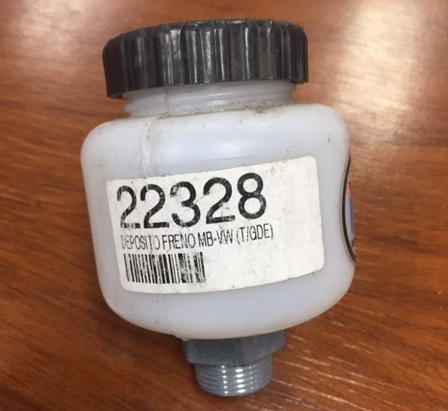 22328
DEPOSITO FRENO MB-VW (T/GDE)